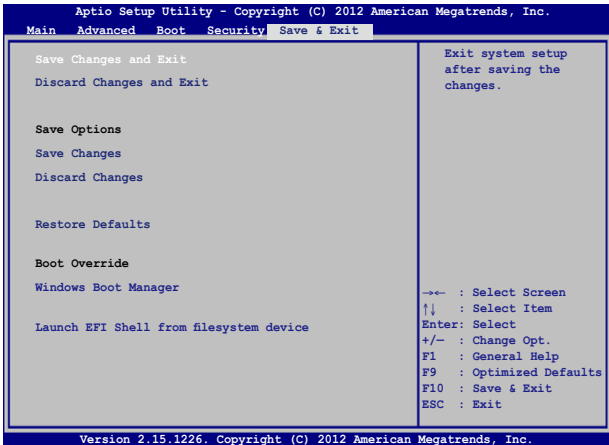 Aptio Setup Utility - Copyright (C) 2012 American Megatrends, Inc.
Main Advanced Boot Security Save & Exit
Save Changes and Exit
Discard Changes and Exit
Save Options
Save Changes
Discard Changes
Restore Defaults
Boot Override
Windows Boot Manager
Launch EFI Shell from filesystem device
Exit system setup
after saving the
changes.
→← : Select Screen
↑↓ : Select Item
Enter: Select
+/— : Change Opt.
F1 : General Help
F9 : Optimized Defaults
F10 : Save & Exit
ESC : Exit
Version 2.15.1226. Copyright (C) 2012 American Megatrends, Inc.